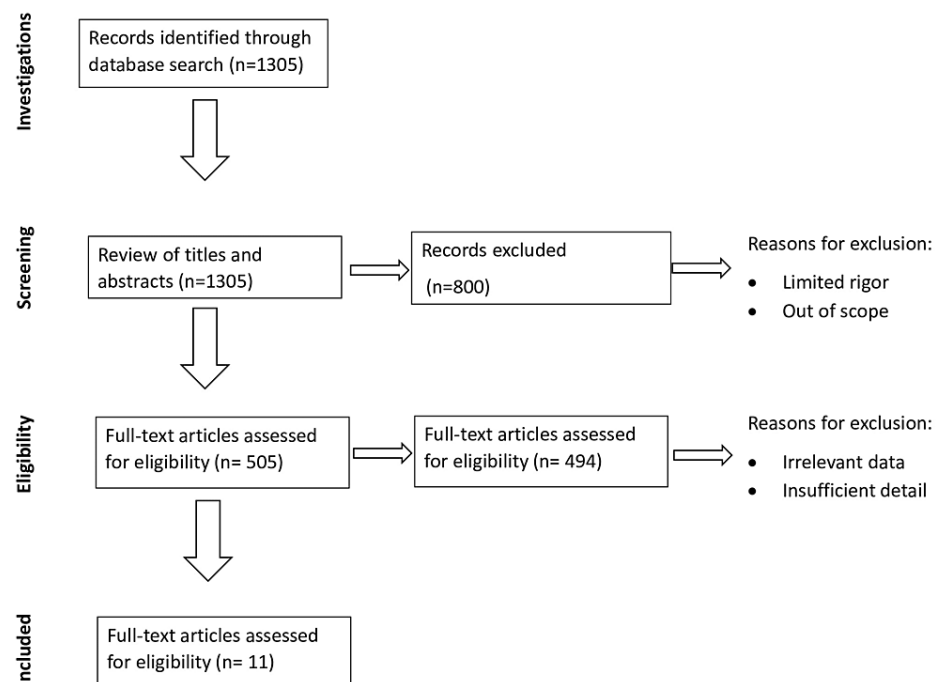 Investigations
Records identified through
database search (n=1305)
Screening
Review of titles and
abstracts (n=1305)
Records excluded
(n=800)
Reasons for exclusion:
• Limited rigor
• Out of scope
Eligibility
Full-text articles assessed
for eligibility (n= 505)
Full-text articles assessed
for eligibility (n= 494)
Reasons for exclusion:
• Irrelevant data
• Insufficient detail
ncluded
Full-text articles assessed
for eligibility (n= 11)